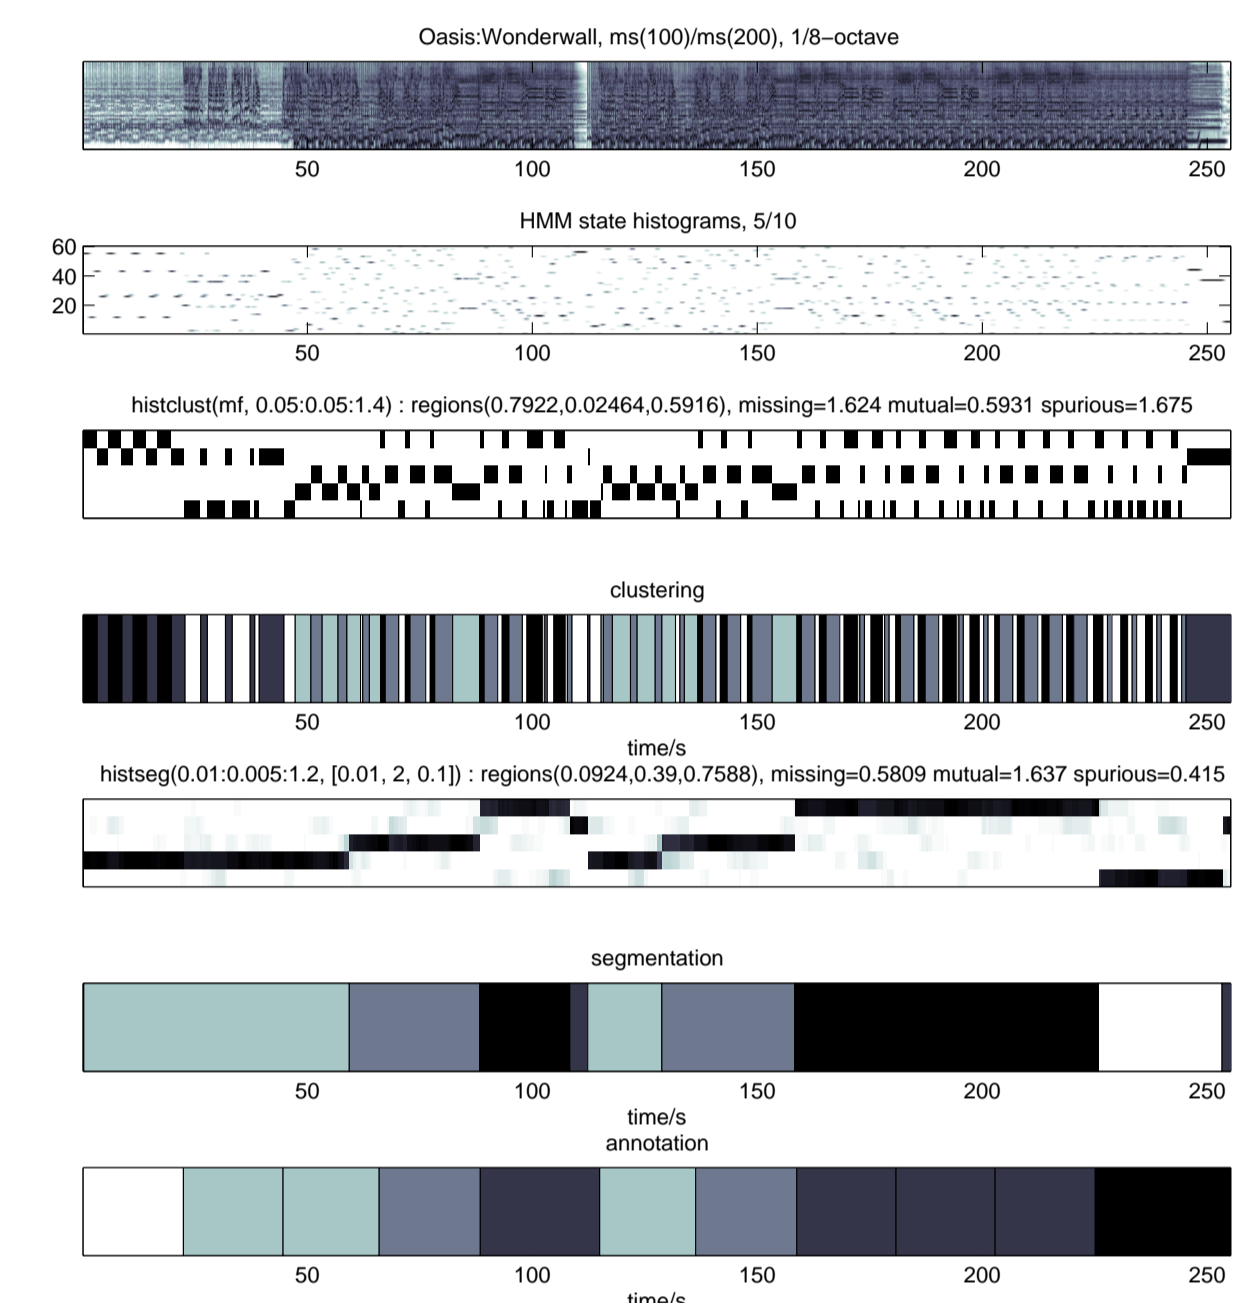 Oasis:Wonderwall, ms(100)/ms(200), 1/8−octave
50 100 150 200 250
HMM state histograms, 5/10
60
40
20
50 100 150 200 250
histclust(mf, 0.05:0.05:1.4) : regions(0.7922,0.02464,0.5916), missing=1.624 mutual=0.5931 spurious=1.675
clustering
50 100 150 200 250
time/s
histseg(0.01:0.005:1.2, [0.01, 2, 0.1]) : regions(0.0924,0.39,0.7588), missing=0.5809 mutual=1.637 spurious=0.415
segmentation
50 100 150 200 250
time/s
annotation
50 100 150 200 250
time/s